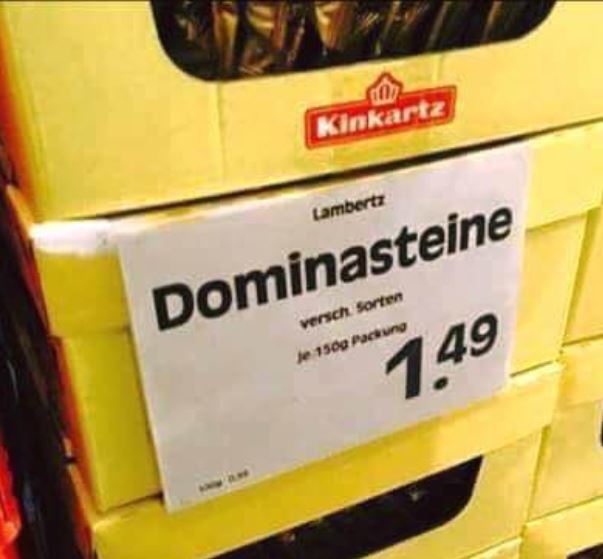 Kinkartz
Lambertz
Dominasteine
versch. Sorten
je 150g Packung
1.49